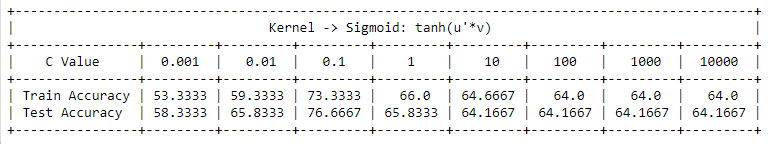 Kernel -> Sigmoid: tanh(u'*v)
C Value | 0.001 | 0.01 | 0.1 | 1 | 10 | 100 | 1000 | 10000
Train Accuracy | 53.3333 | 59.3333 | 73.3333 | 66.0 | 64.6667 | 64.0 | 64.0 | 64.0
Test Accuracy | 58.3333 | 65.8333 | 76.6667 | 65.8333 | 64.1667 | 64.1667 | 64.1667 | 64.1667